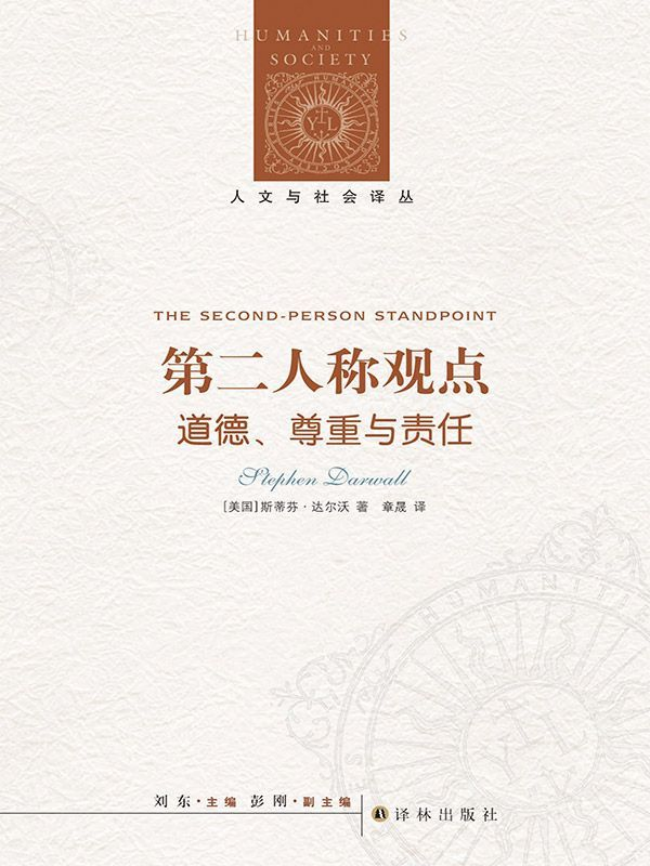 HUMANITIES
AND
SOCIETY
Y L
人文与社会译丛
THE SECOND-PERSON STANDPOINT
第二人称观点
道德、尊重与责任
Stephen Darwall
[美国]斯蒂芬·达尔沃 著 章晟 译
HUMANITIES
刘东·主编 彭刚·副主编
译林出版社